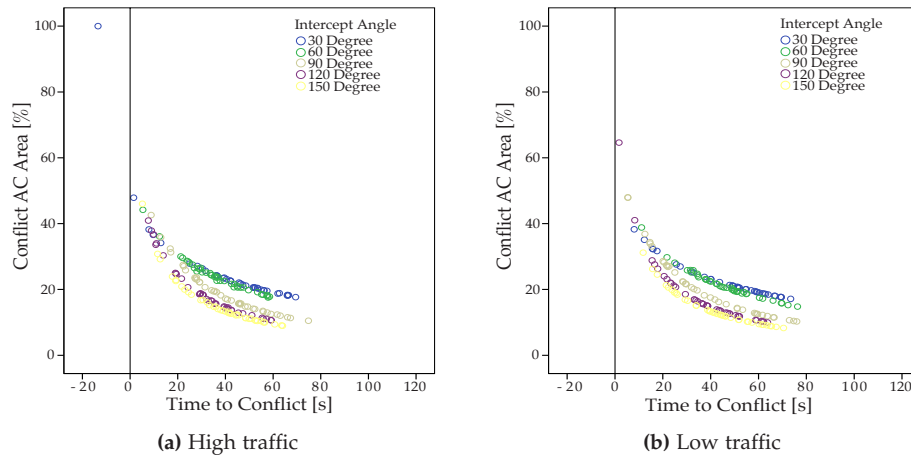 100
80
60
40
20
0
Conflict AC Area [%]
Intercept Angle
30 Degree
60 Degree
90 Degree
120 Degree
150 Degree
- 20 0 20 40 60 80 100 120
Time to Conflict [s]
(a) High traffic
100
80
60
40
20
0
Conflict AC Area [%]
Intercept Angle
30 Degree
60 Degree
90 Degree
120 Degree
150 Degree
- 20 0 20 40 60 80 100 120
Time to Conflict [s]
(b) Low traffic